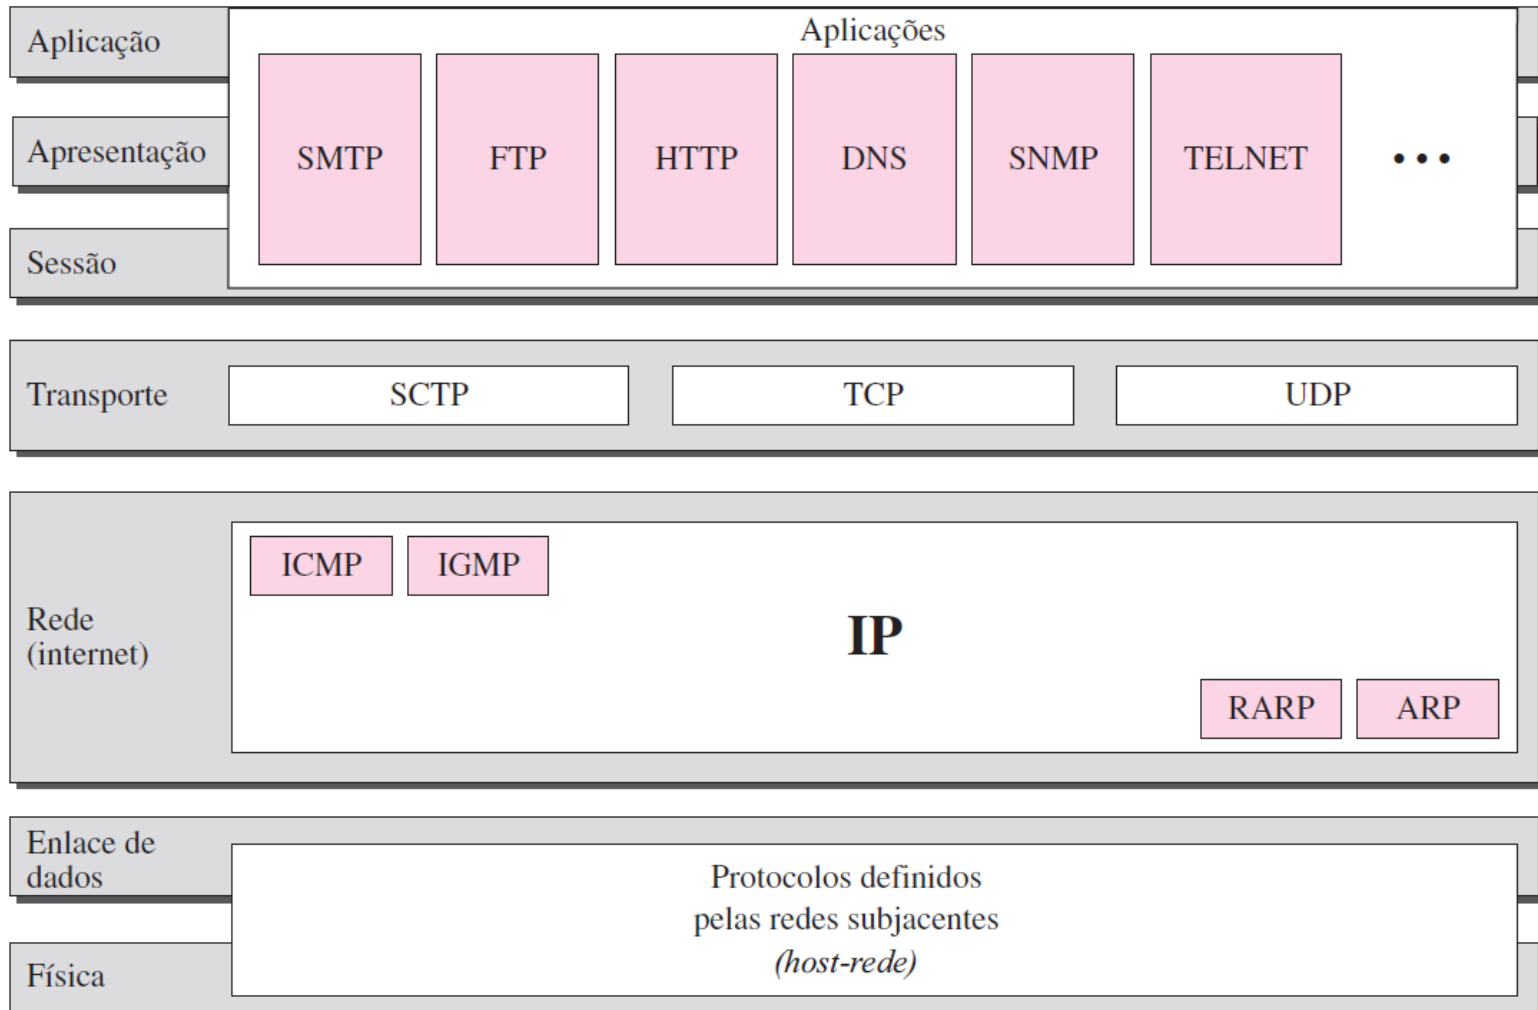 Aplicação
Aplicações
Apresentação
SMTP
FTP
HTTP
DNS
SNMP
TELNET
• • •
Sessão
Transporte
SCTP
TCP
UDP
Rede
(internet)
ICMP
IGMP
IP
RARP
ARP
Enlace de
dados
Protocolos definidos
pelas redes subjacentes
(host-rede)
Física